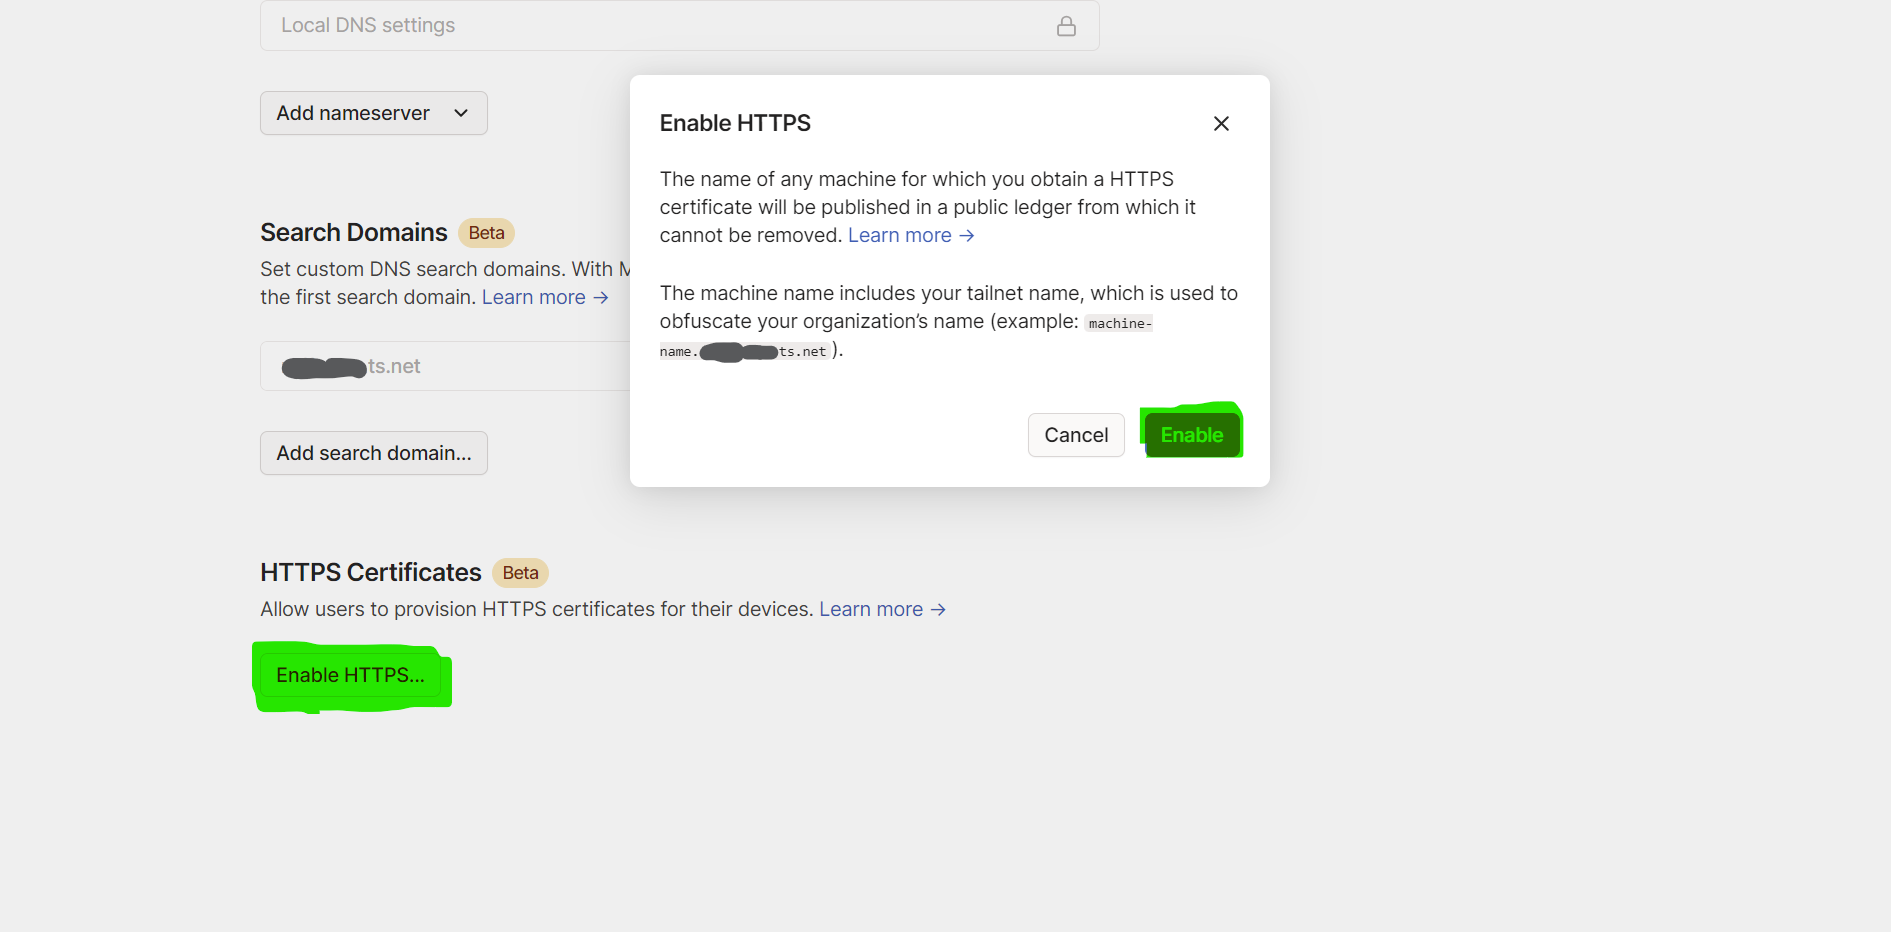 Local DNS settings
Add nameserver
Search Domains Beta
Set custom DNS search domains. With M
the first search domain. Learn more →
ts.net
Add search domain...
HTTPS Certificates Beta
Allow users to provision HTTPS certificates for their devices. Learn more →
Enable HTTPS...
Enable HTTPS
The name of any machine for which you obtain a HTTPS
certificate will be published in a public ledger from which it
cannot be removed. Learn more →
The machine name includes your tailnet name, which is used to
obfuscate your organization’s name (example: machine-
name. ts.net ).
Cancel
Enable